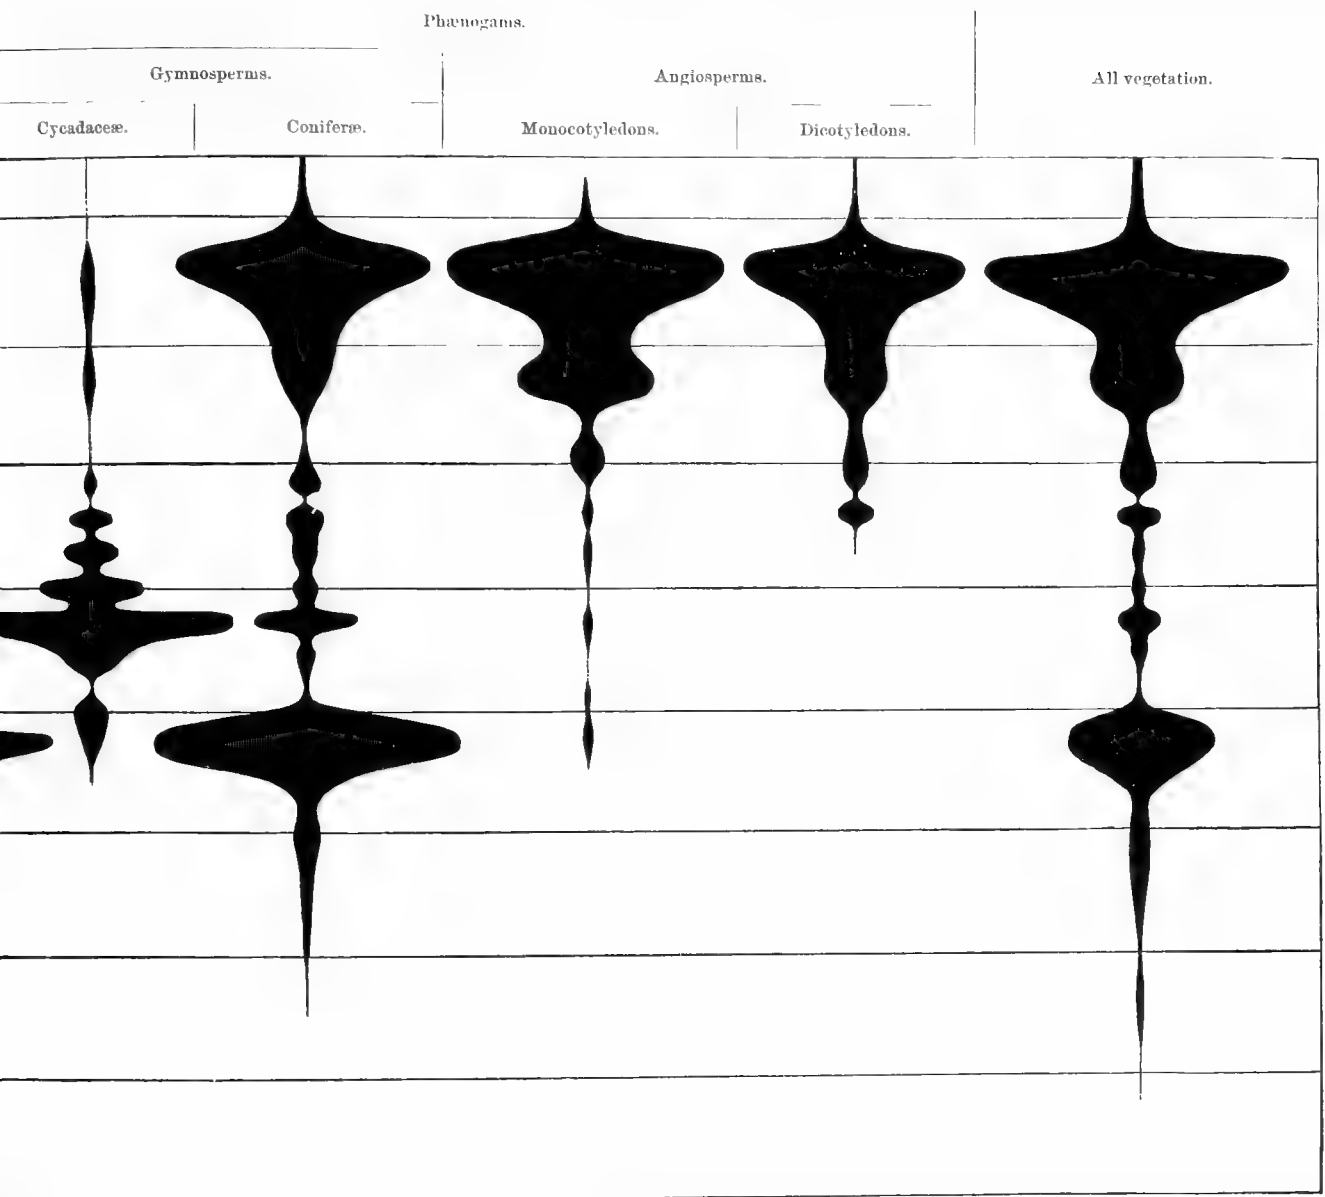 Phænogams.
Gymnosperms.
Angiosperms.
All vegetation.
Cycadaceæ.
Coniferæ.
Monocotyledons.
Dicotyledons.